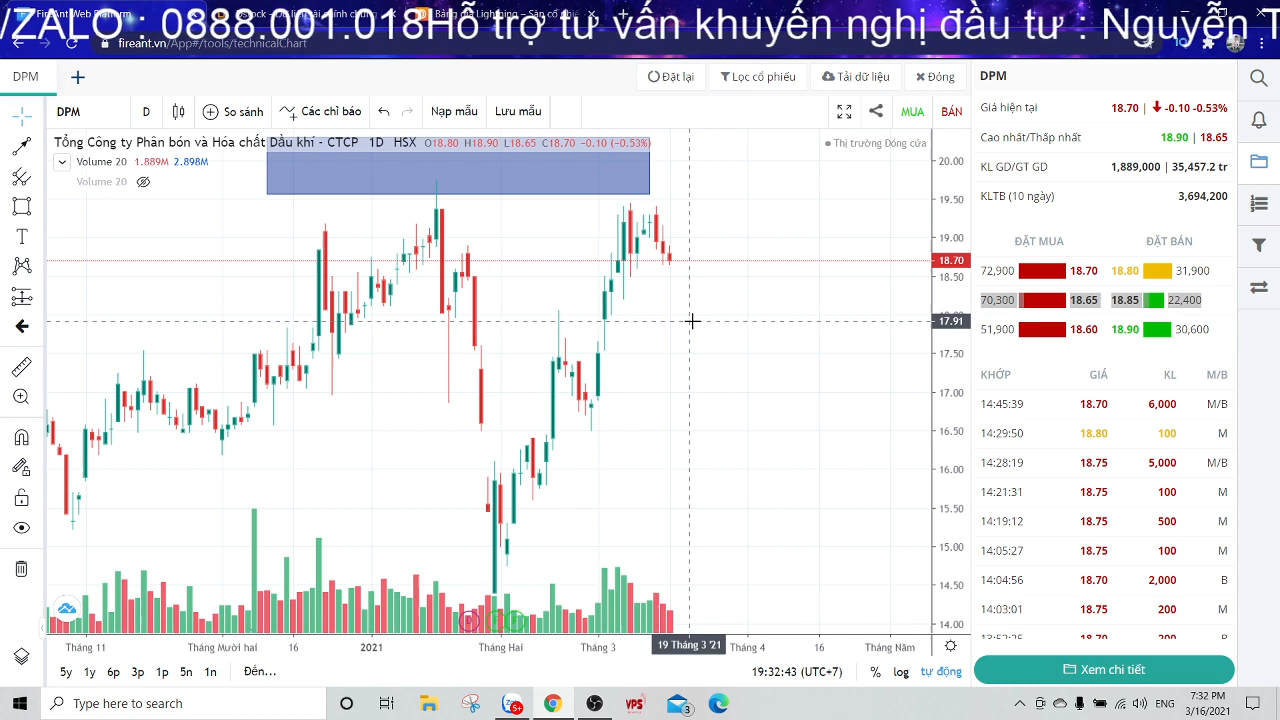 FireAnt Web Platform
/ZALO : 0888.001.018Hỗ trợ tư vấn khuyến nghị đầu tư : Nguyễn T
fireant.vn/App#/tools/technicalChart
DPM
Đặt lại
Lọc cổ phiếu
Tải dữ liệu
Đóng
DPM
DPM
D
So sánh
Các chỉ báo
Nạp mẫu
Lưu mẫu
MUA
BÁN
Tổng Công ty Phân bón và Hóa chất Dầu khí - CTCP 1D HSX O18.80 H18.90 L18.65 C18.70 -0.10 (-0.53%)
Thị trường Đóng cửa
Volume 20 1.889M 2.898M
Volume 20
20.00
19.50
19.00
18.70
18.50
17.91
17.50
17.00
16.50
16.00
15.50
15.00
14.50
14.00
Tháng 11
Tháng Mười hai
16
2021
Tháng Hai
Tháng 3
19 Tháng 3 '21
Tháng 4
16
Tháng Năm
5y 1y 6p 3p 1p 5n 1n Đến...
19:32:43 (UTC+7)
% log tự động
Giá hiện tại 18.70 | -0.10 -0.53%
Cao nhất/Thấp nhất 18.90 | 18.65
KL GD/GT GD 1,889,000 | 35,457.2 tr
KLTB (10 ngày) 3,694,200
ĐẶT MUA ĐẶT BÁN
72,900 18.70 18.80 31,900
70,300 18.65 18.85 22,400
51,900 18.60 18.90 30,600
KHỚP GIÁ KL M/B
14:45:39 18.70 6,000 M/B
14:29:50 18.80 100 M
14:28:19 18.75 5,000 M/B
14:21:31 18.75 100 M
14:19:12 18.75 500 M
14:05:27 18.75 100 M
14:04:56 18.70 2,000 B
14:03:01 18.75 200 M
Xem chi tiết
Type here to search
5+
VPS
3
ENG
7:32 PM
3/16/2021